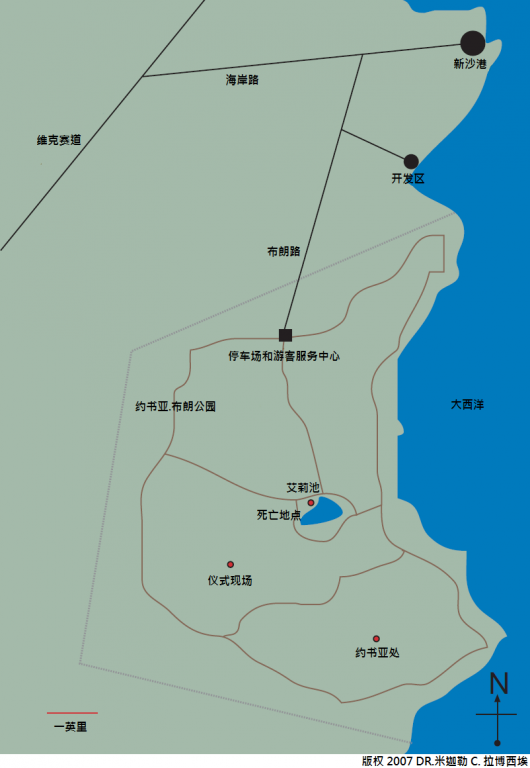 新沙港
海岸路
维克赛道
开发区
布朗路
停车场和游客服务中心
约书亚.布朗公园
大西洋
艾莉池
死亡地点
仪式现场
约书亚处
N
一英里
版权 2007 DR.米迦勒 C. 拉博西埃